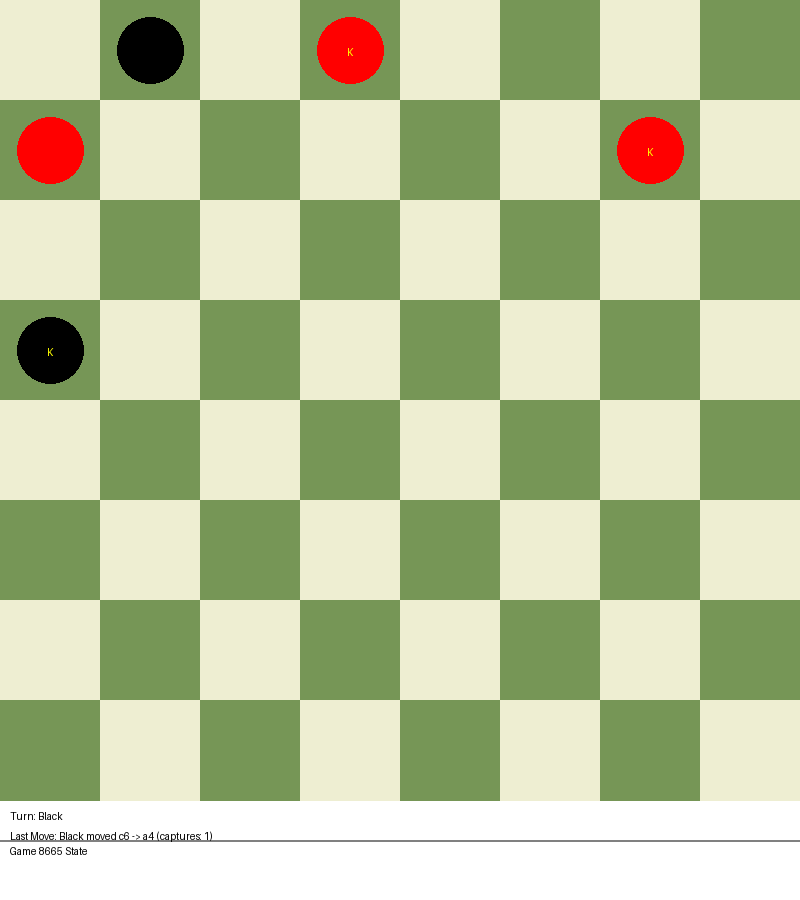 K
K
K
Turn: Black
Last Move: Black moved c6 -> a4 (captures: 1)
Game 8665 State